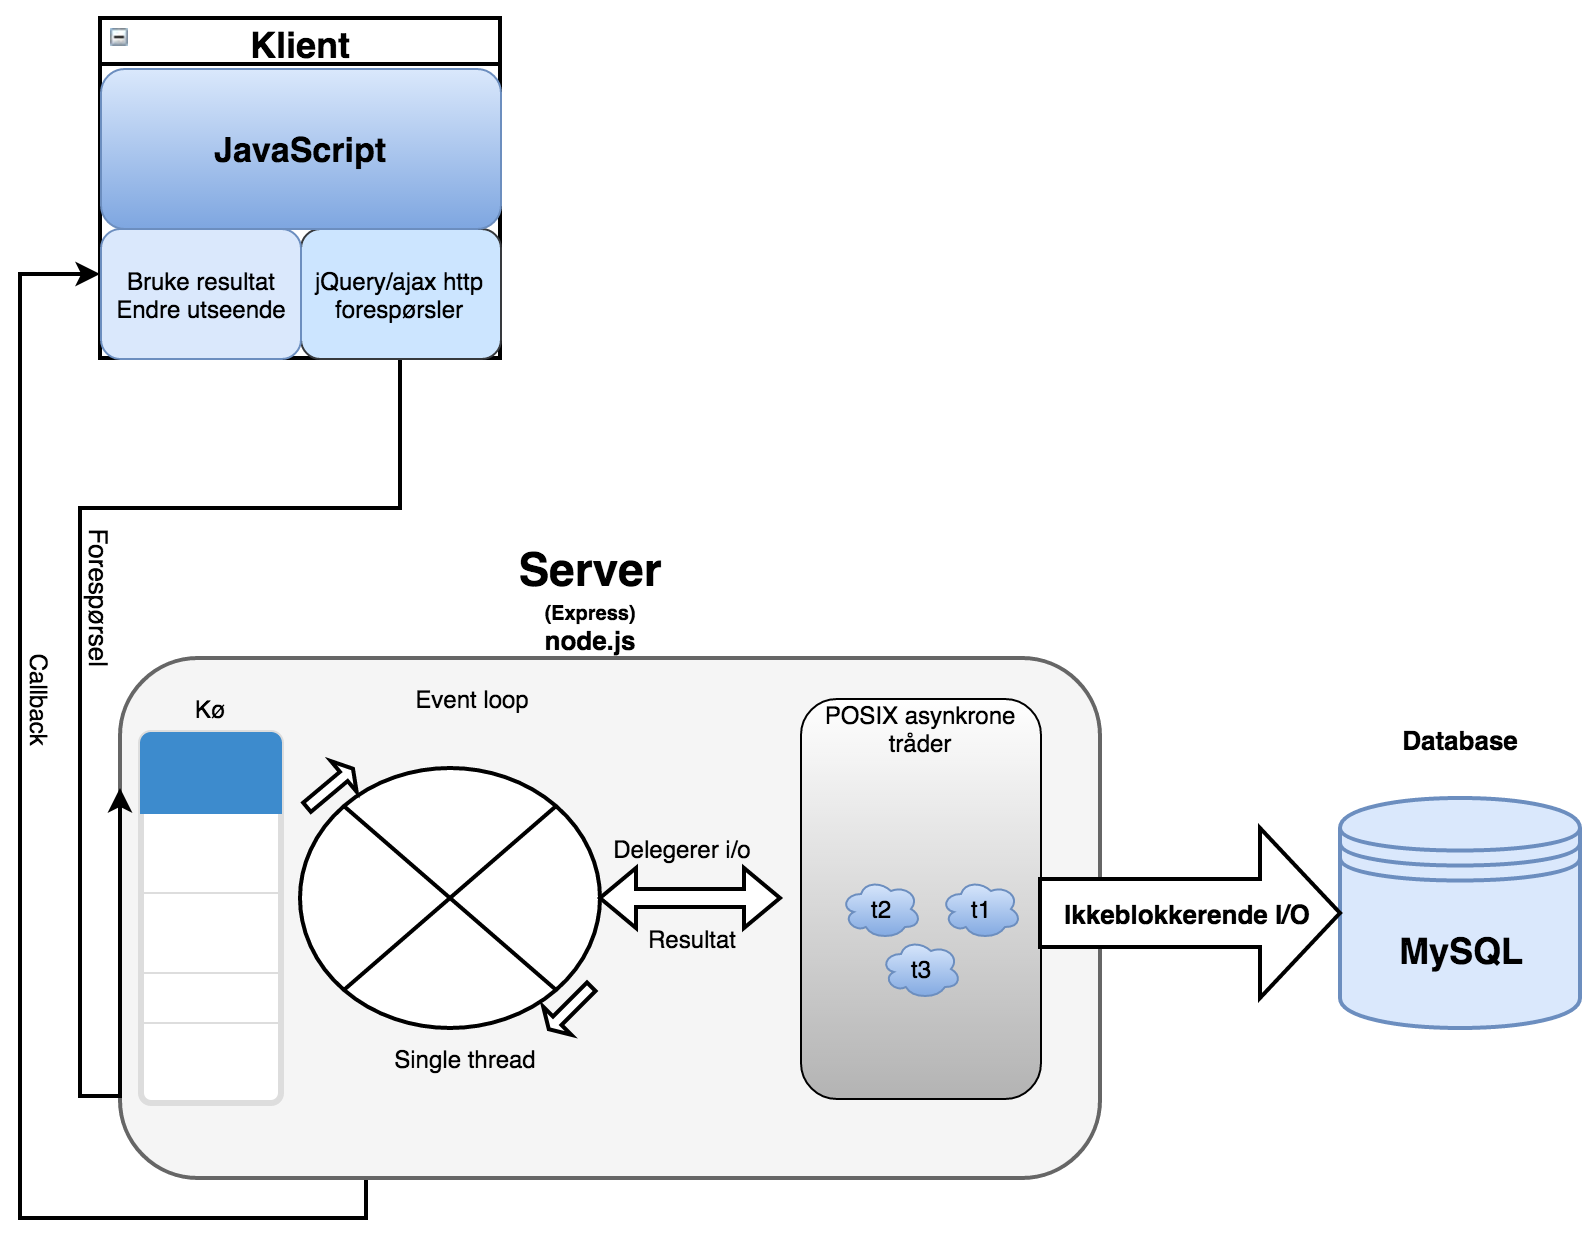 Klient
JavaScript
Bruke resultat
Endre utseende
jQuery/ajax http
forespørsler
Forespørsel
Callback
Server
(Express)
node.js
Kø
Event loop
Single thread
Delegerer i/o
Resultat
POSIX asynkrone
tråder
t2
t1
t3
Ikkeblokkerende I/O
Database
MySQL